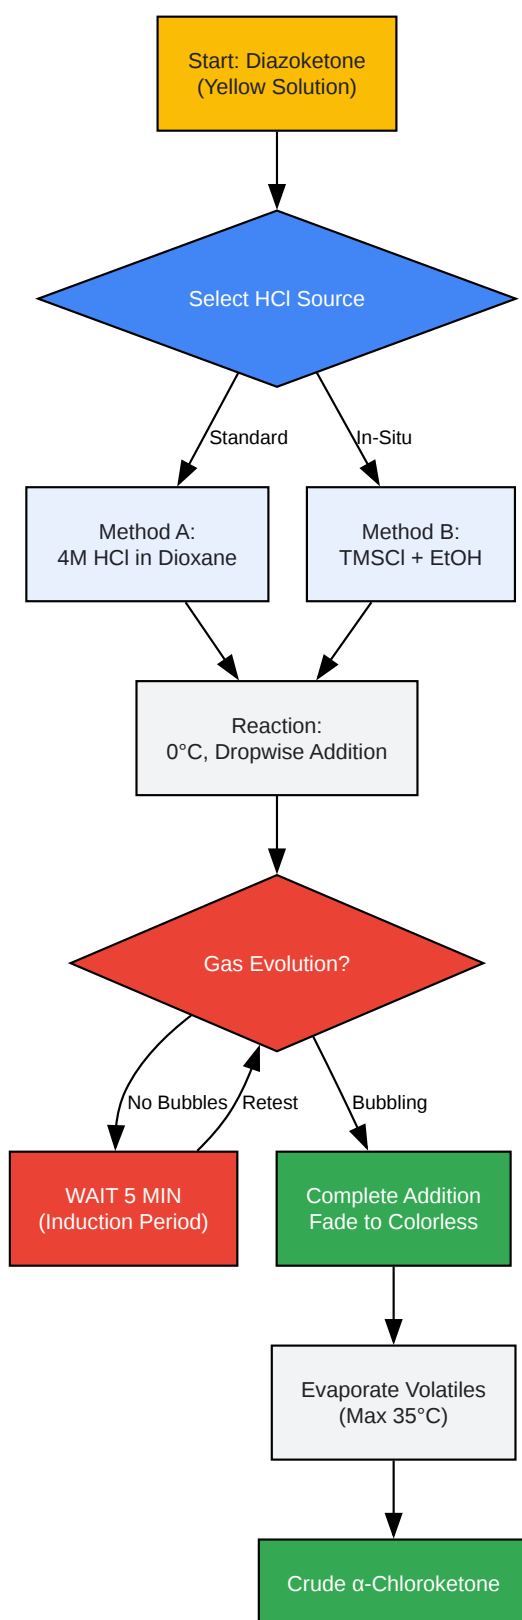 Start: Diazoketone
(Yellow Solution)
Select HCl Source
Standard
In-Situ
Method A:
4M HCl in Dioxane
Method B:
TMSCl + EtOH
Reaction:
0°C, Dropwise Addition
Gas Evolution?
No Bubbles
Retest
Bubbling
WAIT 5 MIN
(Induction Period)
Complete Addition
Fade to Colorless
Evaporate Volatiles
(Max 35°C)
Crude α-Chloroketone